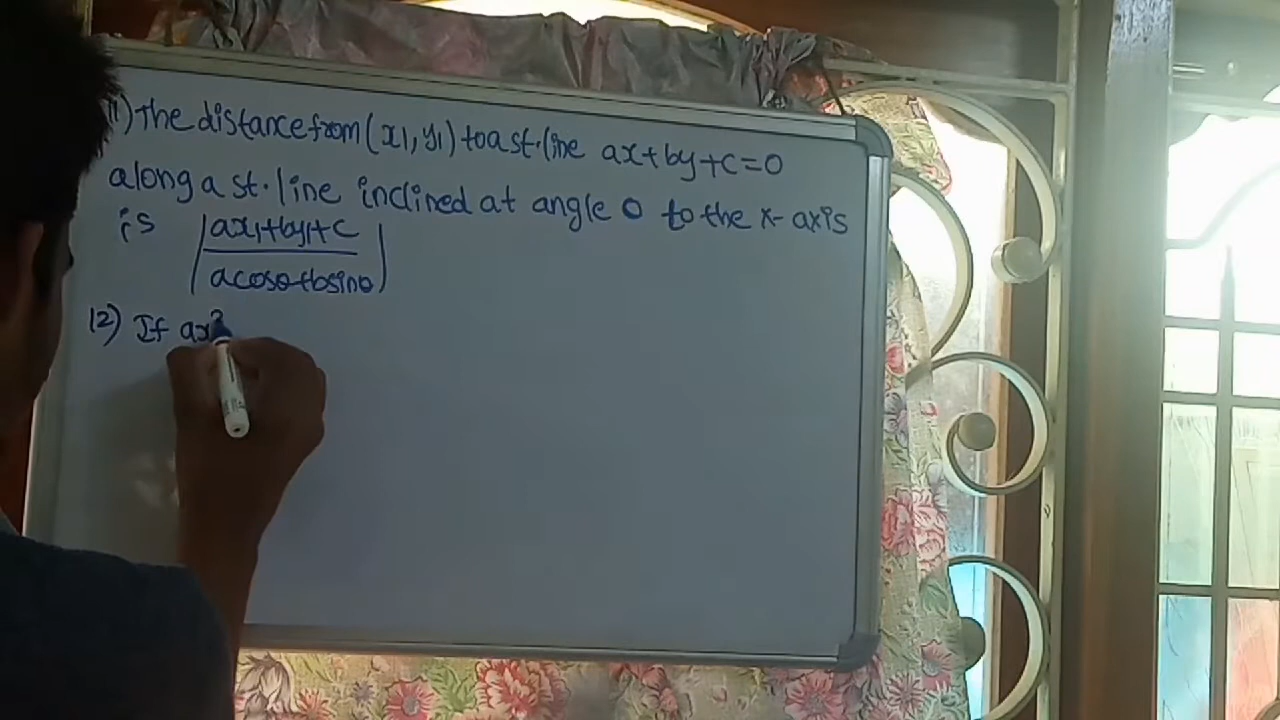 11) The distance from (x1, y1) to a st. line ax+by+c=0
along a st. line inclined at angle θ to the x-axis
is |ax1+by1+c / acosθ+bsinθ|
12) If ax²